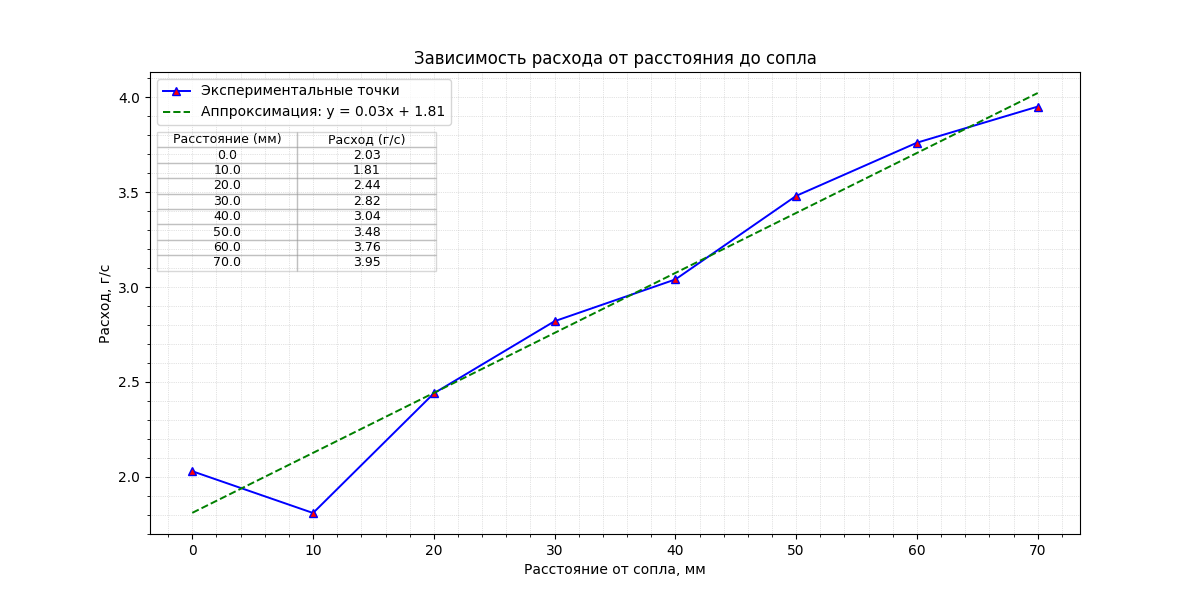 Зависимость расхода от расстояния до сопла
Экспериментальные точки
Аппроксимация: y = 0.03x + 1.81
Расстояние (мм) Расход (г/с)
0.0 2.03
10.0 1.81
20.0 2.44
30.0 2.82
40.0 3.04
50.0 3.48
60.0 3.76
70.0 3.95
4.0
3.5
3.0
2.5
2.0
Расход, г/с
0 10 20 30 40 50 60 70
Расстояние от сопла, мм